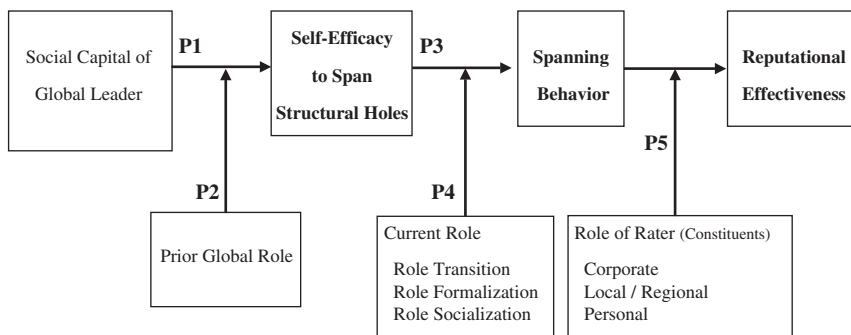 Social Capital of
Global Leader
P1
Self-Efficacy
to Span
Structural Holes
P3
Spanning
Behavior
Reputational
Effectiveness
P2
P4
P5
Prior Global Role
Current Role
Role Transition
Role Formalization
Role Socialization
Role of Rater (Constituents)
Corporate
Local / Regional
Personal